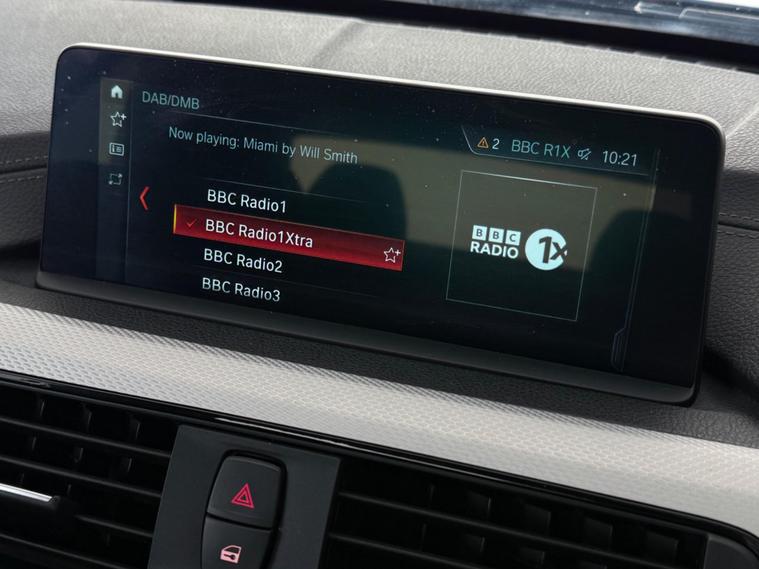 DAB/DMB
Now playing: Miami by Will Smith
2 BBC R1X 10:21
BBC Radio1
BBC Radio1Xtra
BBC Radio2
BBC Radio3
BBC
RADIO 1X